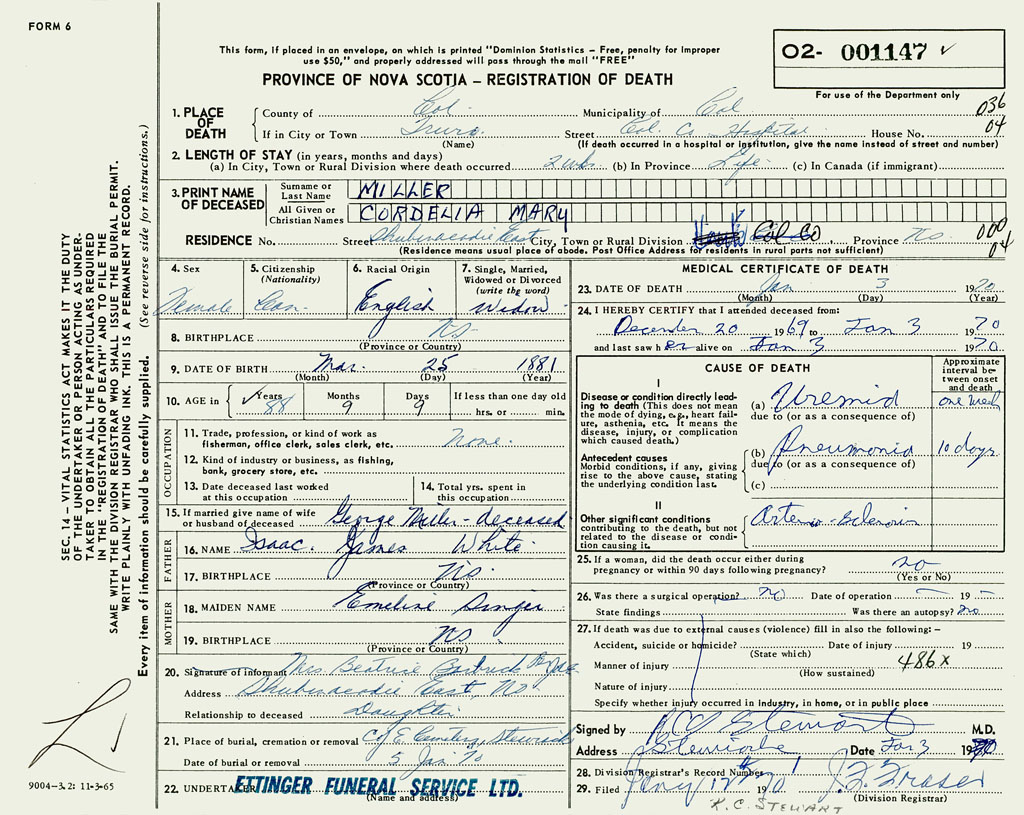 FORM 6
This form, if placed in an envelope, on which is printed "Dominion Statistics – Free, penalty for improper
use $50," and properly addressed will pass through the mail "FREE"
PROVINCE OF NOVA SCOTIA – REGISTRATION OF DEATH
O2- 001147 ✓
For use of the Department only
036
04
1. PLACE OF DEATH
County of Col. Municipality of Col
If in City or Town Truro. Street Col. Co Hospital House No.
(Name) (If death occurred in a hospital or institution, give the name instead of street and number)
2. LENGTH OF STAY (in years, months and days)
(a) In City, Town or Rural Division where death occurred 2 wks (b) In Province Life (c) In Canada (if immigrant)
3. PRINT NAME OF DECEASED
Surname or Last Name MILLER
All Given or Christian Names CORDELIA MARY
RESIDENCE No. Street Shubenacadie East City, Town or Rural Division Col Co Province NS
000
04
(Residence means usual place of abode. Post Office Address for residents in rural parts not sufficient)
4. Sex Female
5. Citizenship (Nationality) Can.
6. Racial Origin English
7. Single, Married, Widowed or Divorced (write the word) Widow
8. BIRTHPLACE NS
(Province or Country)
9. DATE OF BIRTH Mar. 25 1881
(Month) (Day) (Year)
10. AGE in ✓ Years 88 Months 9 Days 9 If less than one day old hrs. or min.
OCCUPATION
11. Trade, profession, or kind of work as fisherman, office clerk, soles clerk, etc. None.
12. Kind of industry or business, as fishing, bank, grocery store, etc.
13. Date deceased last worked at this occupation
14. Total yrs. spent in this occupation
15. If married give name of wife or husband of deceased George Miller - deceased
FATHER
16. NAME Isaac. James White
17. BIRTHPLACE NS.
(Province or Country)
MOTHER
18. MAIDEN NAME Emeline
19. BIRTHPLACE NS
(Province or Country)
20. Signature of informant Mrs. Beatrice
Address Shubenacadie East, NS
Relationship to deceased Daughter
21. Place of burial, cremation or removal C of E Cemetery, Stewiacke
Date of burial or removal 5 Jan 70
22. UNDERTAKER ETTINGER FUNERAL SERVICE LTD.
(Name and address)
MEDICAL CERTIFICATE OF DEATH
23. DATE OF DEATH Jan 3 1970
(Month) (Day) (Year)
24. I HEREBY CERTIFY that I attended deceased from:
December 20 1969 to Jan 3 1970
and last saw her alive on Jan 3 1970
CAUSE OF DEATH
Approximate interval between onset and death
I
Disease or condition directly leading to death (This does not mean the mode of dying, e.g., heart failure, asthenia, etc. It means the disease, injury, or complication which caused death.)
(a) Uremia one week
due to (or as a consequence of)
Antecedent causes
Morbid conditions, if any, giving rise to the above cause, stating the underlying condition last.
(b) Pneumonia 10 days
due to (or as a consequence of)
(c)
II
Other significant conditions contributing to the death, but not related to the disease or condition causing it.
Arterio-Sclerosis
25. If a woman, did the death occur either during pregnancy or within 90 days following pregnancy? no
(Yes or No)
26. Was there a surgical operation? no Date of operation – 19 –
State findings Was there an autopsy? no
27. If death was due to external causes (violence) fill in also the following: –
Accident, suicide or homicide? Date of injury 19
(State which)
Manner of injury 486x
(How sustained)
Nature of injury
Specify whether injury occurred in industry, in home, or in public place
Signed by R C Stewart M.D.
Address Stewiacke Date Jan 3 1970
28. Division Registrar's Record Number 1
29. Filed Jany 12th 1970 J. F. Fraser
(Division Registrar)
R.C. STEWART
SEC. 14 – VITAL STATISTICS ACT MAKES IT THE DUTY
OF THE UNDERTAKER OR PERSON ACTING AS UNDER-
TAKER TO OBTAIN ALL THE PARTICULARS REQUIRED
IN THE "REGISTRATION OF DEATH" AND TO FILE THE
SAME WITH THE DIVISION REGISTRAR WHO SHALL ISSUE THE BURIAL PERMIT.
WRITE PLAINLY WITH UNFADING INK. THIS IS A PERMANENT RECORD.
Every item of information should be carefully supplied. (See reverse side for instructions.)
9004-3.2: 11-3-65